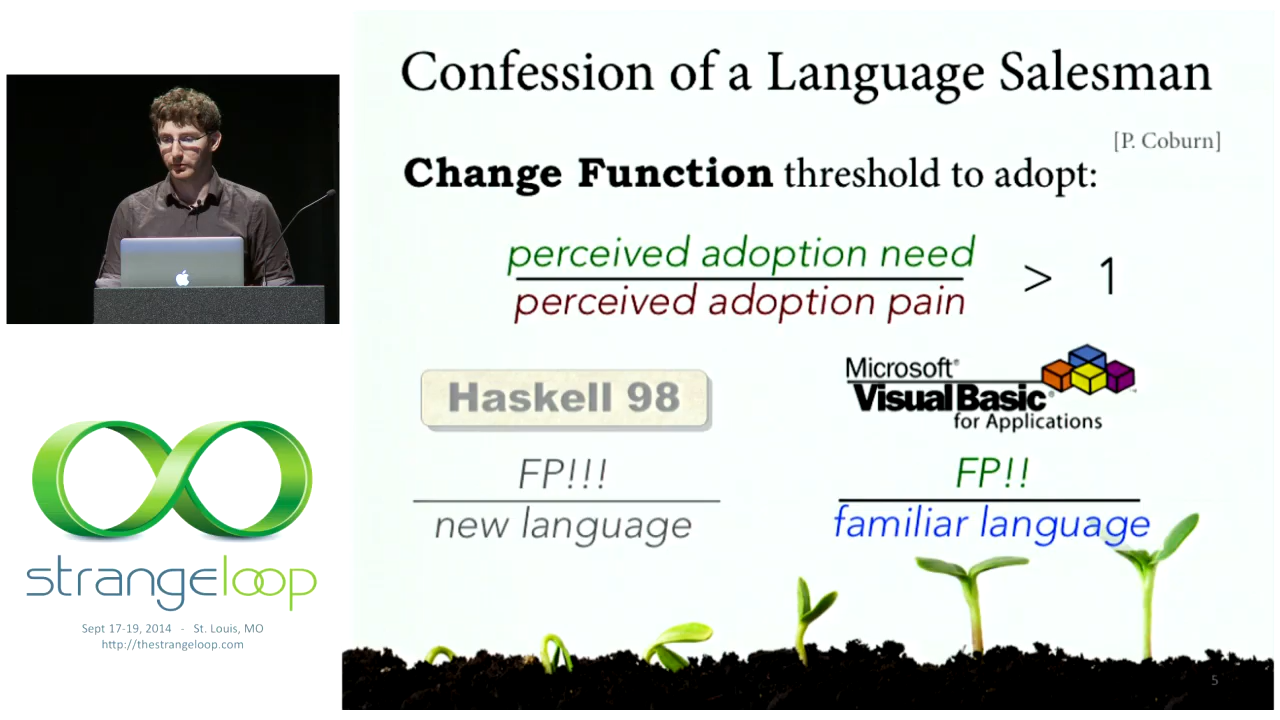 Confession of a Language Salesman
[P. Coburn]
Change Function threshold to adopt:
perceived adoption need
perceived adoption pain
> 1
Haskell 98
Microsoft®
Visual Basic®
for Applications
FP!!!
new language
FP!!
familiar language
5
strangeloop
Sept 17-19, 2014 - St. Louis, MO
http://thestrangeloop.com